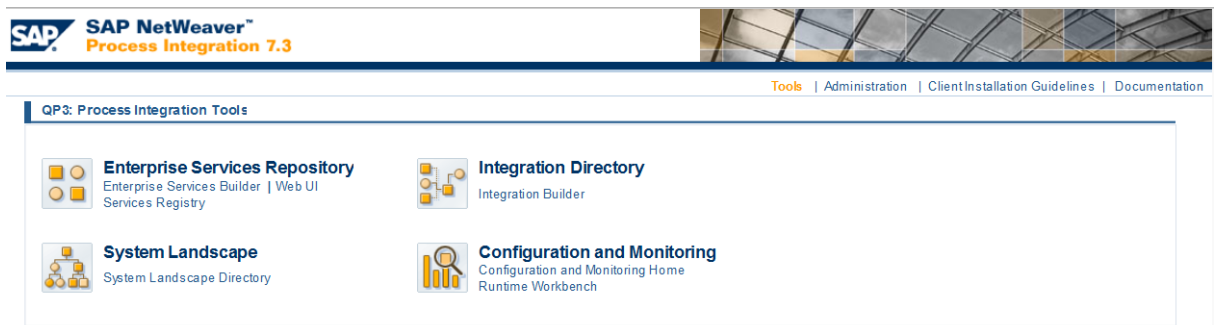 SAP
SAP NetWeaver™
Process Integration 7.3
Tools | Administration | Client Installation Guidelines | Documentation
QP3: Process Integration Tools
Enterprise Services Repository
Enterprise Services Builder | Web UI
Services Registry
Integration Directory
Integration Builder
System Landscape
System Landscape Directory
Configuration and Monitoring
Configuration and Monitoring Home
Runtime Workbench